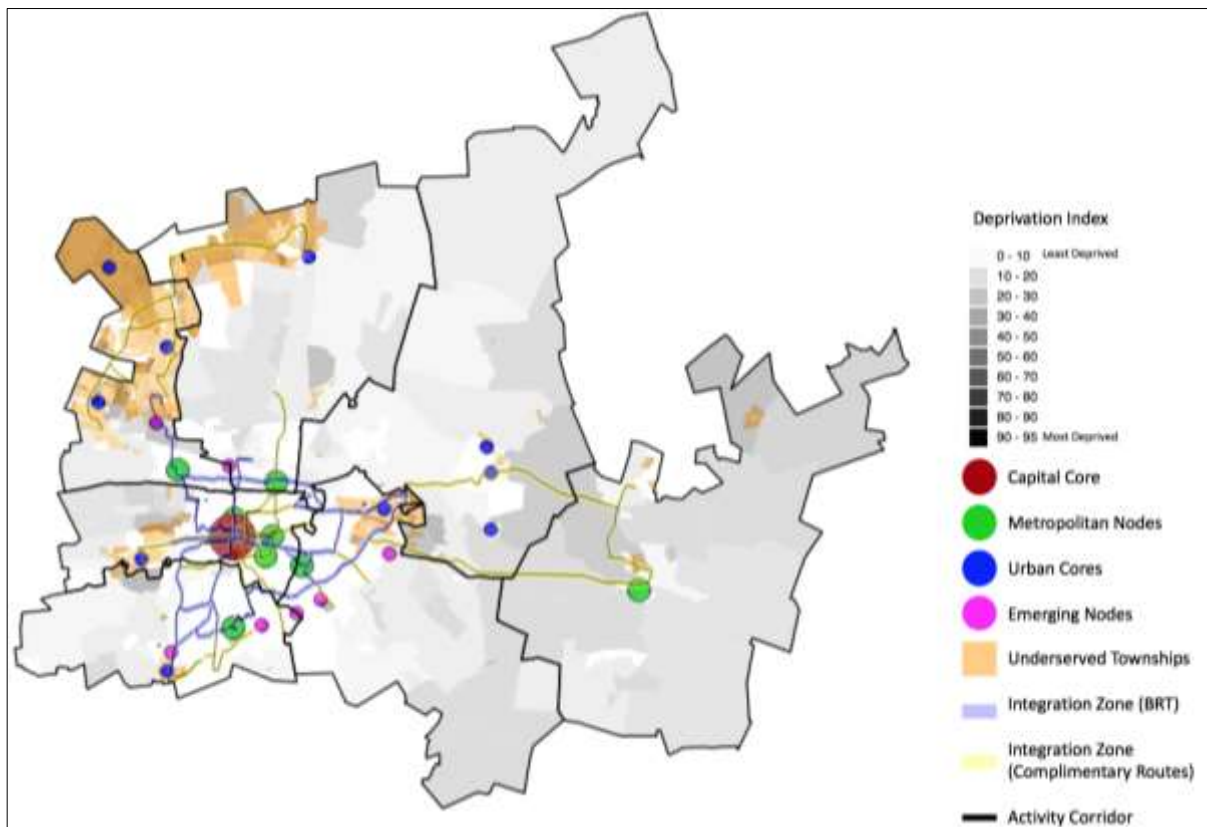 Deprivation Index
0 - 10 Least Deprived
10 - 20
20 - 30
30 - 40
40 - 50
50 - 60
60 - 70
70 - 80
80 - 90
90 - 95 Most Deprived
Capital Core
Metropolitan Nodes
Urban Cores
Emerging Nodes
Underserved Townships
Integration Zone (BRT)
Integration Zone
(Complimentary Routes)
Activity Corridor